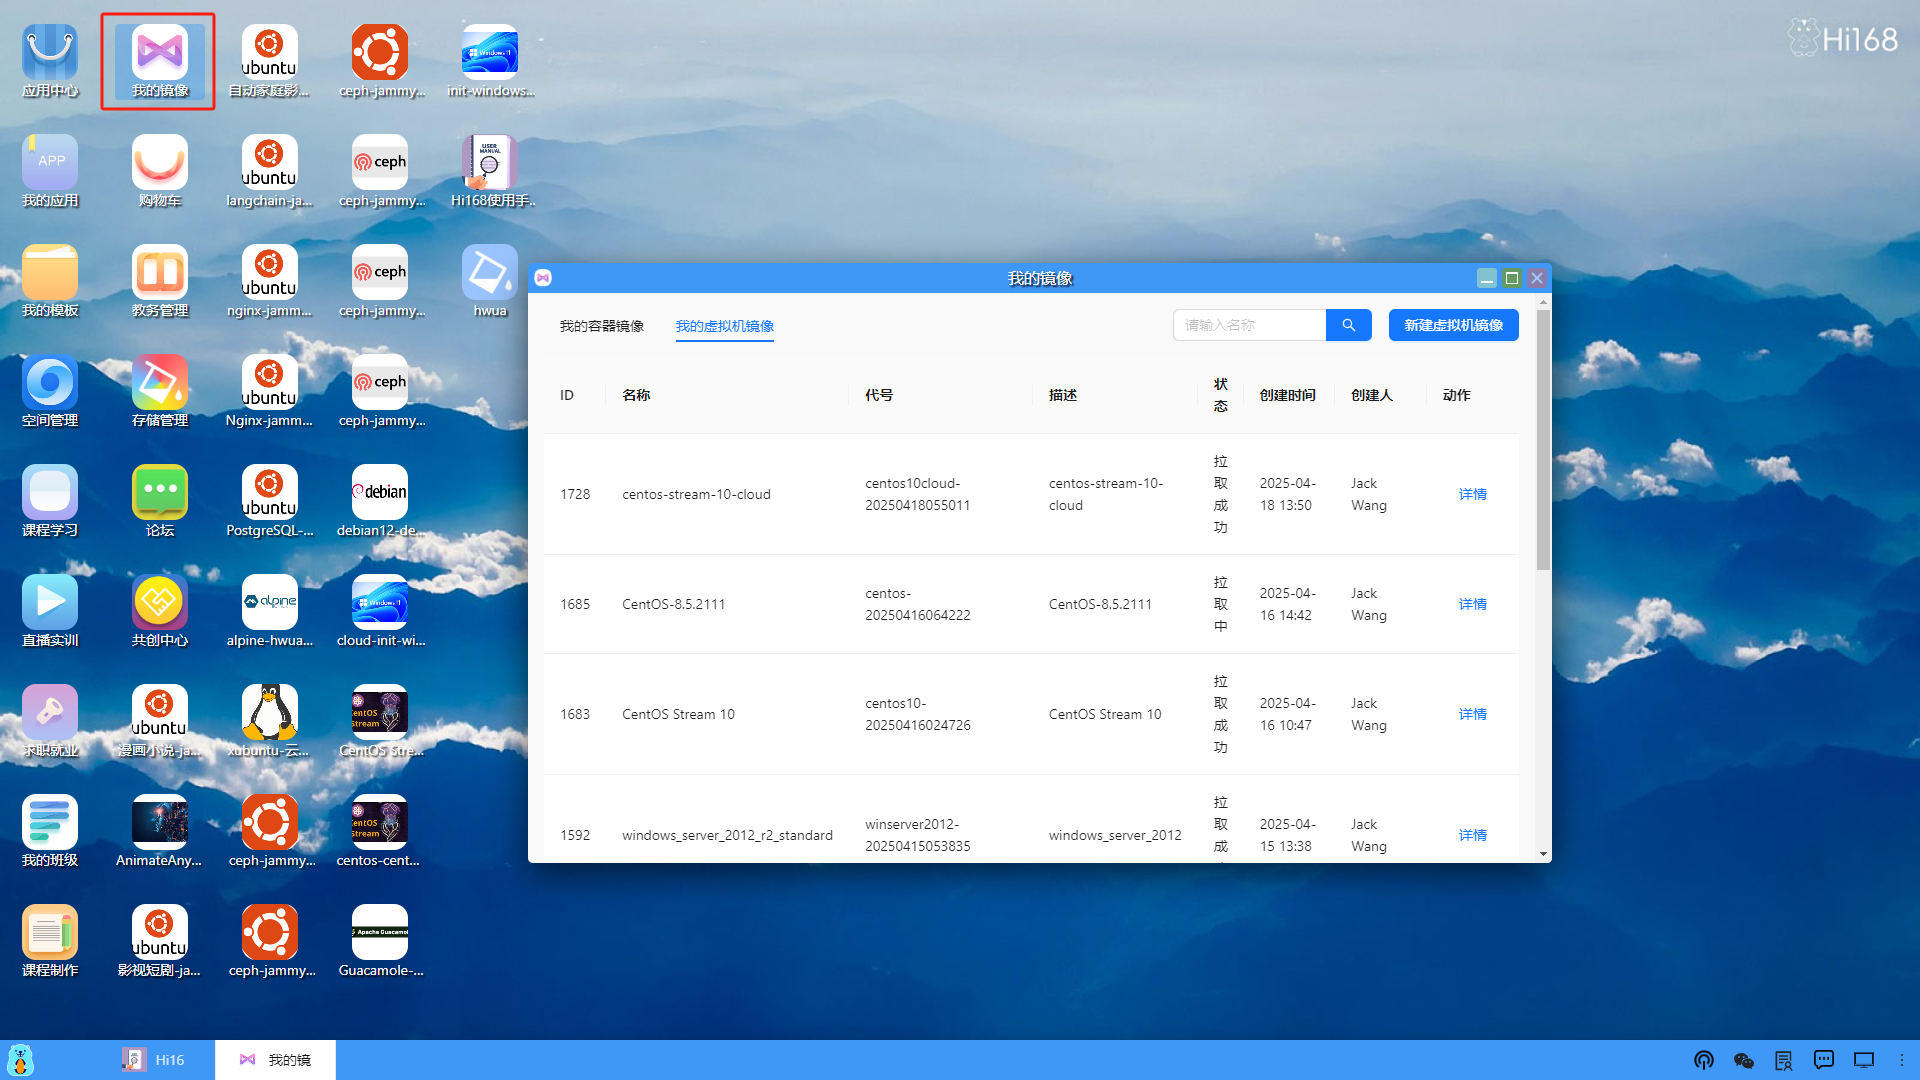 Hi168
应用中心
我的镜像
ubuntu
自动家庭影...
ceph-jammy...
Windows 11
init-windows...
APP
我的应用
购物车
ubuntu
langchain-ja...
ceph
ceph-jammy...
USER
MANUAL
Hi168使用手..
我的模板
教务管理
ubuntu
nginx-jamm...
ceph
ceph-jammy...
hwua
空间管理
存储管理
ubuntu
Nginx-jamm...
ceph
ceph-jammy...
课程学习
论坛
ubuntu
PostgreSQL-...
debian
debian12-de...
直播实训
共创中心
alpine
alpine-hwua...
Windows 11
cloud-init-wi...
求职就业
ubuntu
漫画小说-ja...
xubuntu-云...
CentOS
Stream
CentOS Stre...
我的班级
AnimateAny...
ceph-jammy...
CentOS
Stream
centos-cent...
课程制作
ubuntu
影视短剧-ja...
ceph-jammy...
Apache Guacamol
Guacamole-...
我的镜像
我的容器镜像
我的虚拟机镜像
请输入名称
新建虚拟机镜像
ID 名称 代号 描述 状态 创建时间 创建人 动作
1728 centos-stream-10-cloud centos10cloud-20250418055011 centos-stream-10-cloud 拉取成功 2025-04-18 13:50 Jack Wang 详情
1685 CentOS-8.5.2111 centos-20250416064222 CentOS-8.5.2111 拉取中 2025-04-16 14:42 Jack Wang 详情
1683 CentOS Stream 10 centos10-20250416024726 CentOS Stream 10 拉取成功 2025-04-16 10:47 Jack Wang 详情
1592 windows_server_2012_r2_standard winserver2012-20250415053835 windows_server_2012 拉取成 2025-04-15 13:38 Jack Wang 详情
Hi16
我的镜